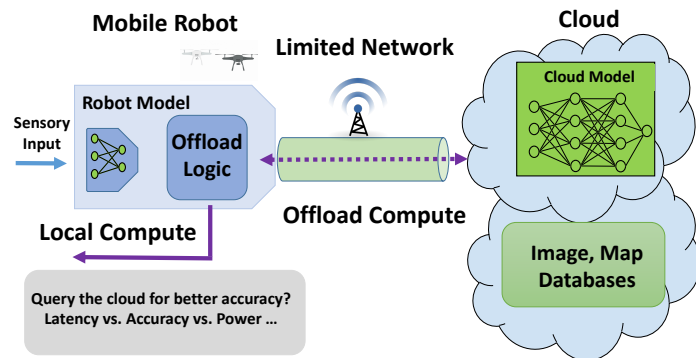 Mobile Robot
Limited Network
Cloud
Robot Model
Cloud Model
Sensory
Input
Offload
Logic
Local Compute
Offload Compute
Image, Map
Databases
Query the cloud for better accuracy?
Latency vs. Accuracy vs. Power ...